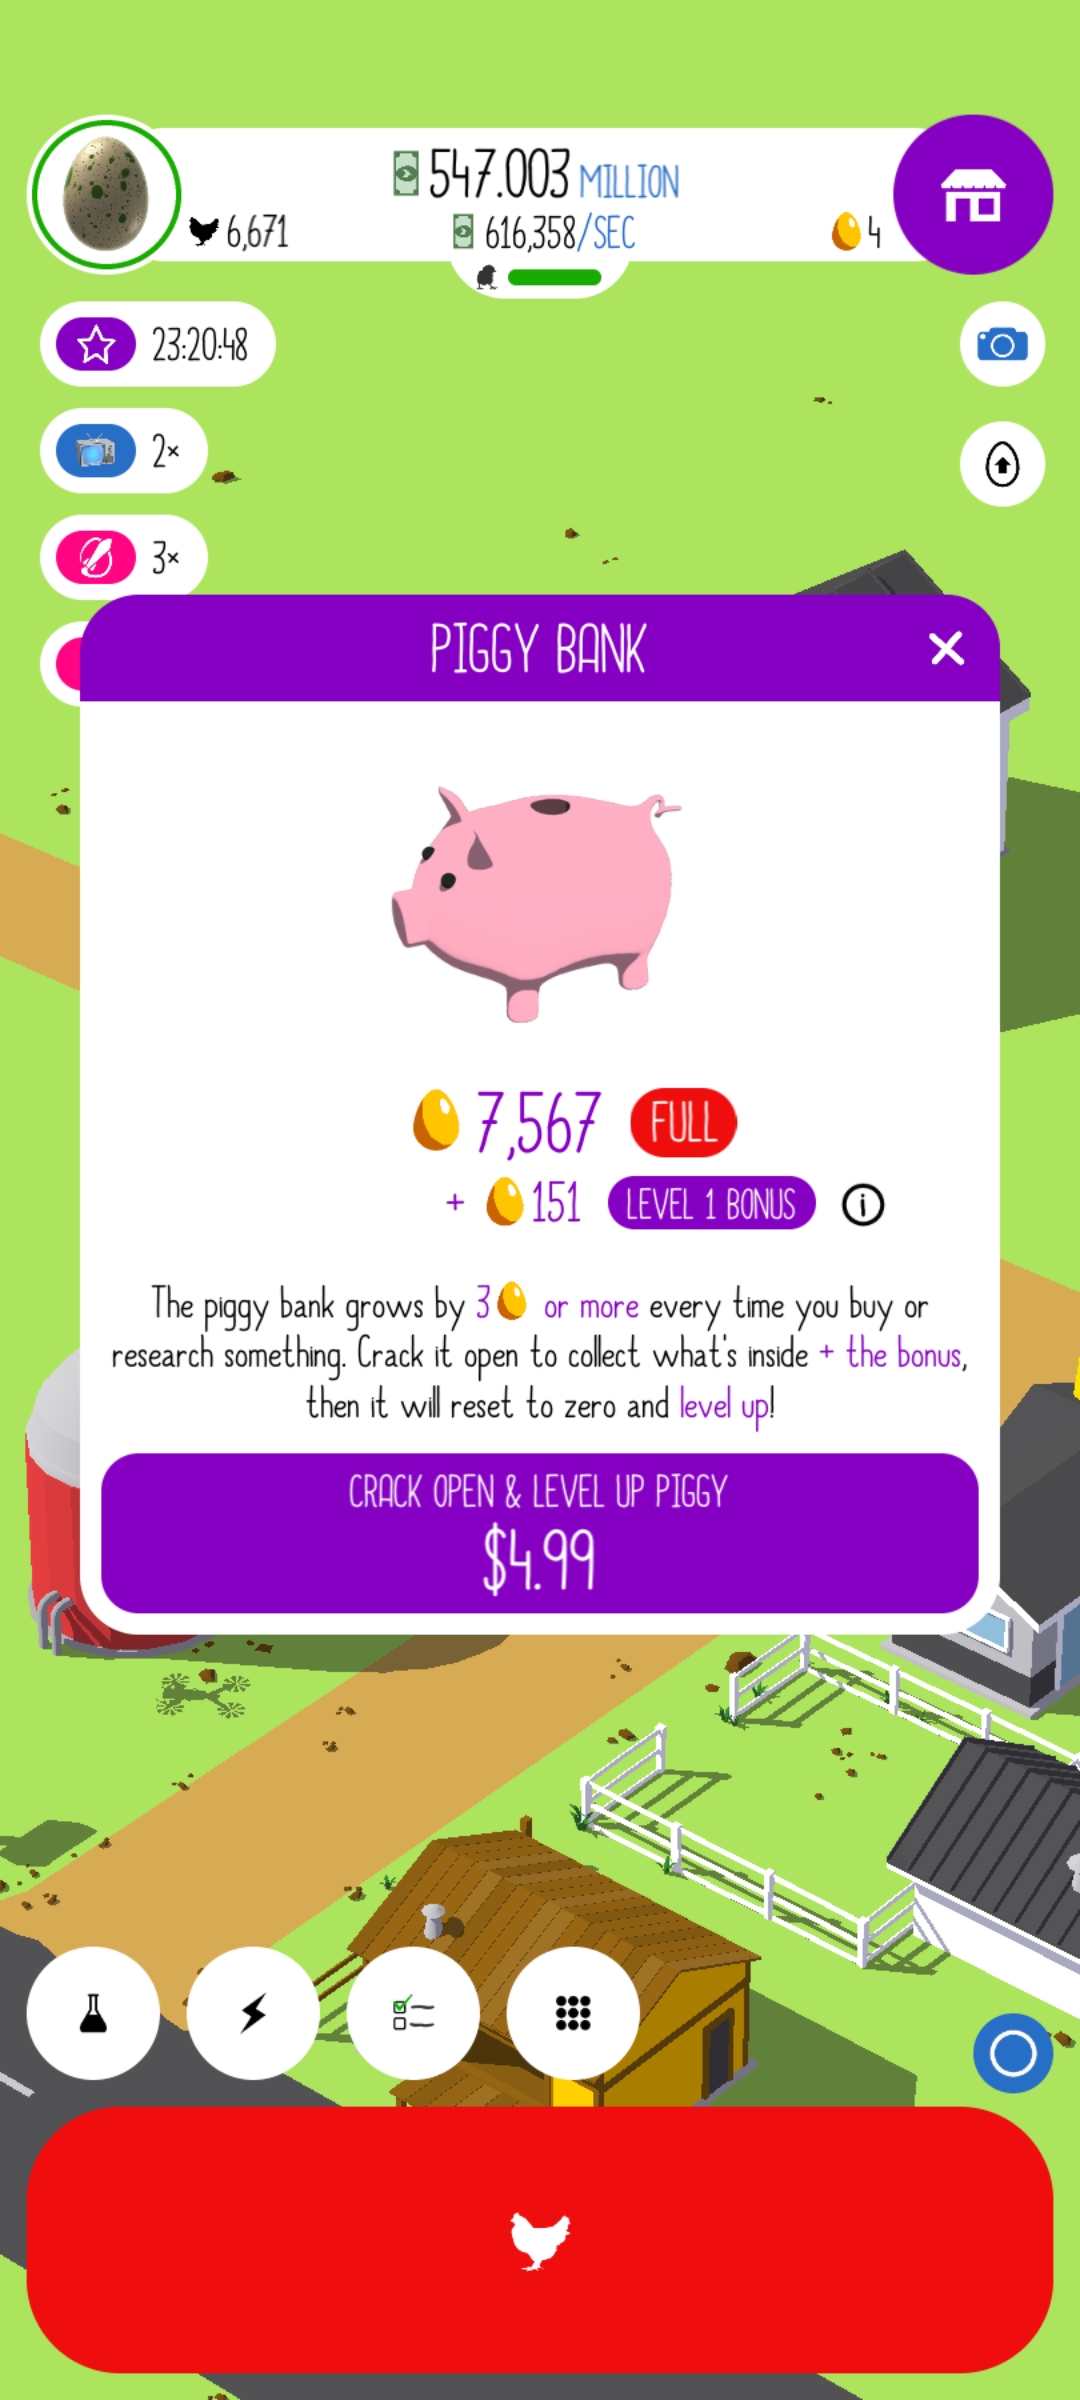 547.003 MILLION
6,671
616,358/SEC
4
23:20:48
2×
3×
PIGGY BANK
7,567 FULL
+ 151 LEVEL 1 BONUS
The piggy bank grows by 3 or more every time you buy or
research something. Crack it open to collect what's inside + the bonus,
then it will reset to zero and level up!
CRACK OPEN & LEVEL UP PIGGY
$4.99